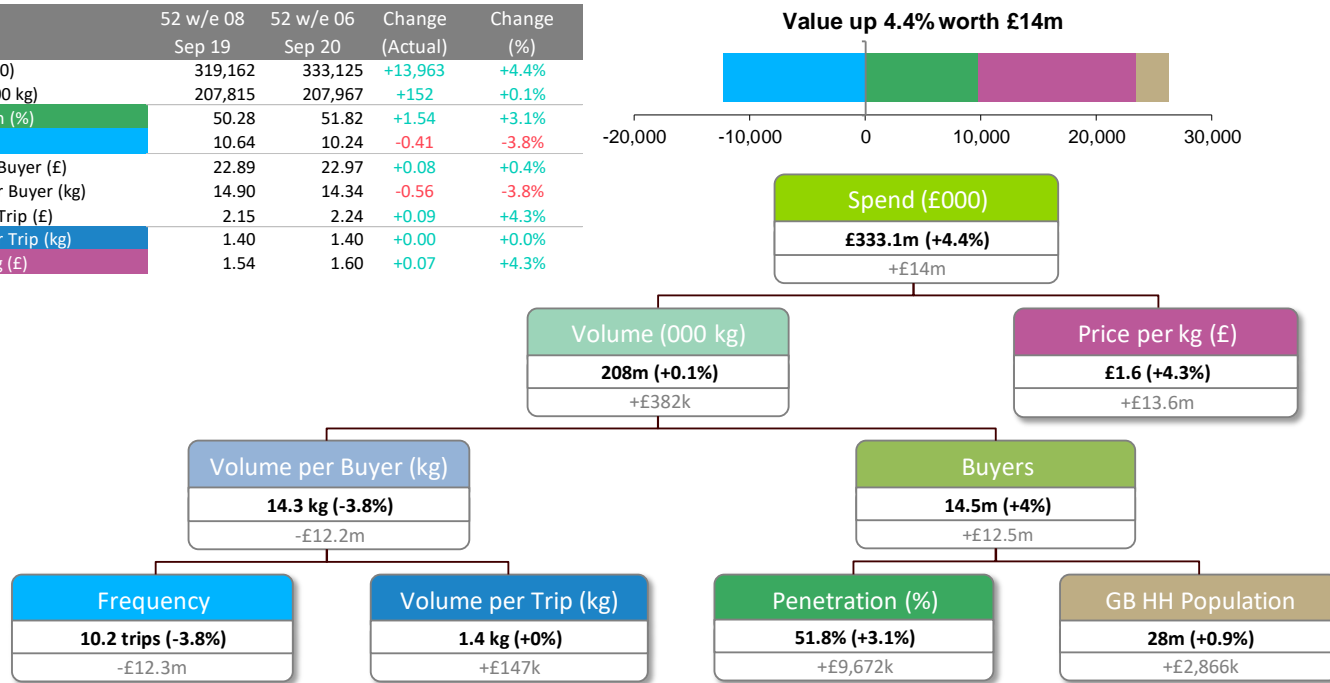 52 w/e 08 52 w/e 06 Change Change
Sep 19 Sep 20 (Actual) (%)
0) 319,162 333,125 +13,963 +4.4%
00 kg) 207,815 207,967 +152 +0.1%
n (%) 50.28 51.82 +1.54 +3.1%
10.64 10.24 -0.41 -3.8%
Buyer (£) 22.89 22.97 +0.08 +0.4%
r Buyer (kg) 14.90 14.34 -0.56 -3.8%
Trip (£) 2.15 2.24 +0.09 +4.3%
r Trip (kg) 1.40 1.40 +0.00 +0.0%
g (£) 1.54 1.60 +0.07 +4.3%
Value up 4.4% worth £14m
-20,000 -10,000 0 10,000 20,000 30,000
Spend (£000)
£333.1m (+4.4%)
+£14m
Volume (000 kg)
208m (+0.1%)
+£382k
Price per kg (£)
£1.6 (+4.3%)
+£13.6m
Volume per Buyer (kg)
14.3 kg (-3.8%)
-£12.2m
Buyers
14.5m (+4%)
+£12.5m
Frequency
10.2 trips (-3.8%)
-£12.3m
Volume per Trip (kg)
1.4 kg (+0%)
+£147k
Penetration (%)
51.8% (+3.1%)
+£9,672k
GB HH Population
28m (+0.9%)
+£2,866k